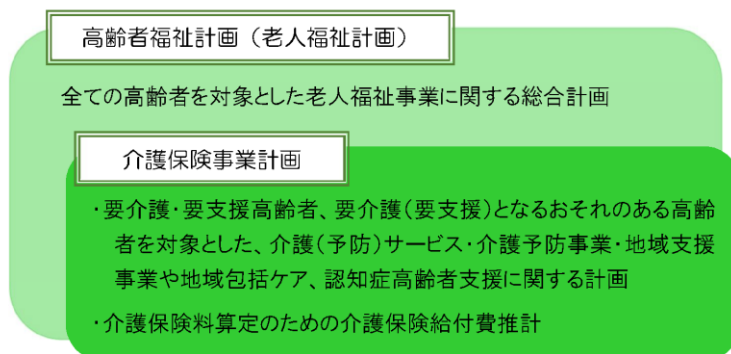 高齢者福祉計画（老人福祉計画）
全ての高齢者を対象とした老人福祉事業に関する総合計画
介護保険事業計画
・要介護・要支援高齢者、要介護（要支援）となるおそれのある高齢
者を対象とした、介護（予防）サービス・介護予防事業・地域支援
事業や地域包括ケア、認知症高齢者支援に関する計画
・介護保険料算定のための介護保険給付費推計